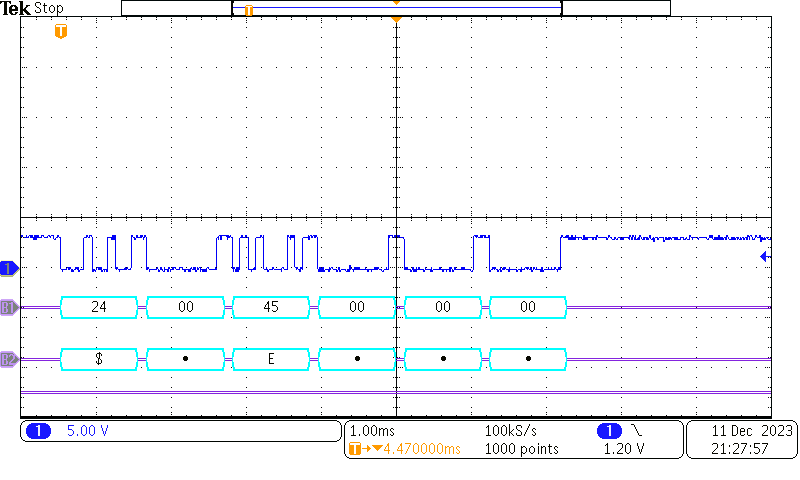 Tek Stop
T
T
1
B1 24 00 45 00 00 00
B2 $ • E • • •
1 5.00 V
1.00ms 100kS/s 1 1.20 V
T→▼4.470000ms 1000 points
11 Dec 2023
21:27:57